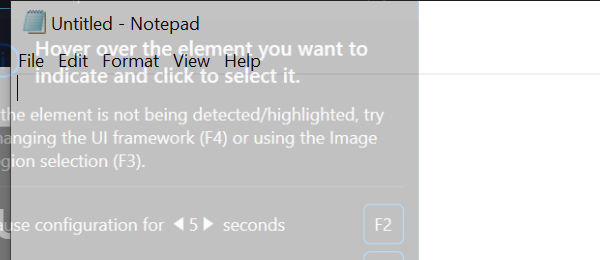 Untitled - Notepad
Hover over the element you want to
File Edit Format View Help
indicate and click to select it.
the element is not being detected/highlighted, try
hanging the UI framework (F4) or using the Image
egion selection (F3).
use configuration for 5 seconds F2